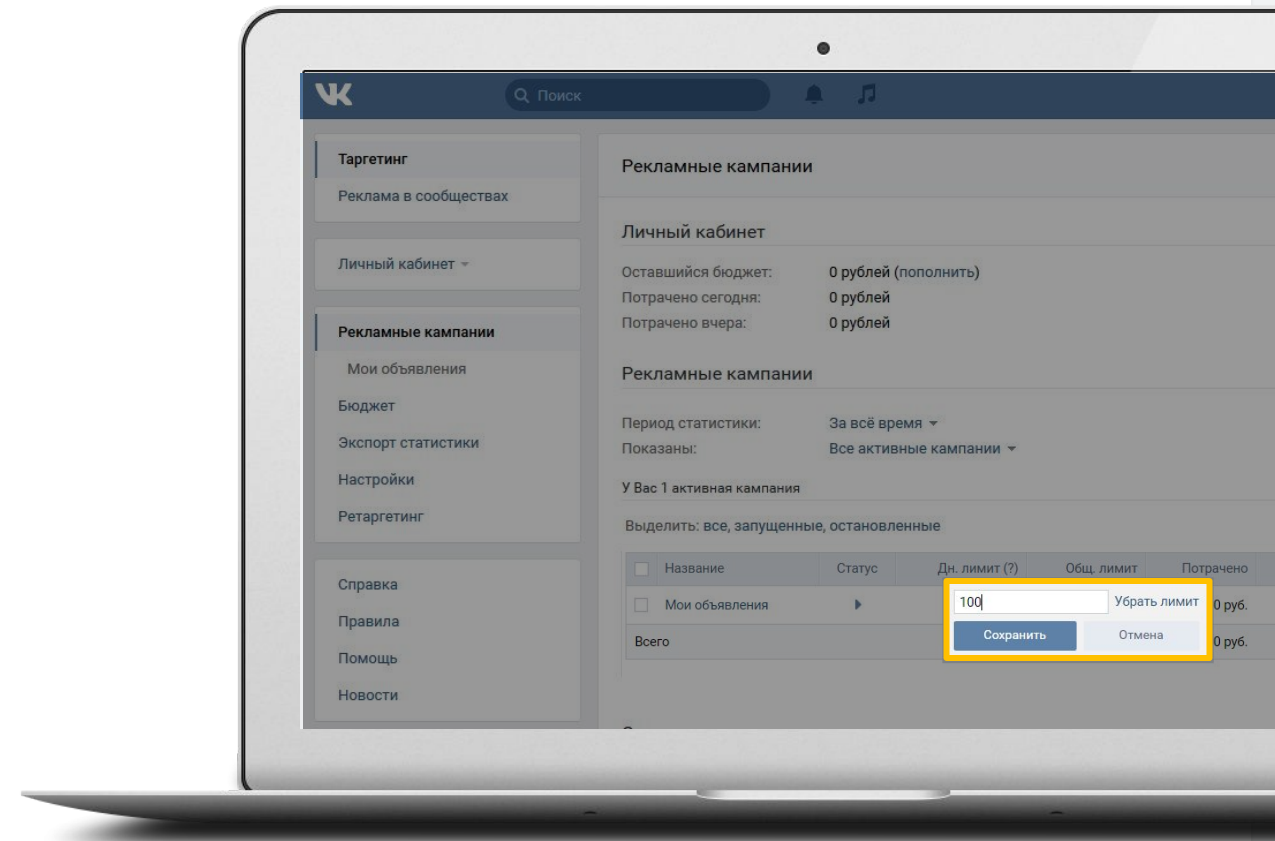 Поиск
Таргетинг
Реклама в сообществах
Личный кабинет
Рекламные кампании
Мои объявления
Бюджет
Экспорт статистики
Настройки
Ретаргетинг
Справка
Правила
Помощь
Новости
Рекламные кампании
Личный кабинет
Оставшийся бюджет: 0 рублей (пополнить)
Потрачено сегодня: 0 рублей
Потрачено вчера: 0 рублей
Рекламные кампании
Период статистики: За всё время
Показаны: Все активные кампании
У Вас 1 активная кампания
Выделить: все, запущенные, остановленные
Название Статус Дн. лимит (?) Общ. лимит Потрачено
Мои объявления 100 Убрать лимит 0 руб.
Сохранить Отмена
Всего 0 руб.